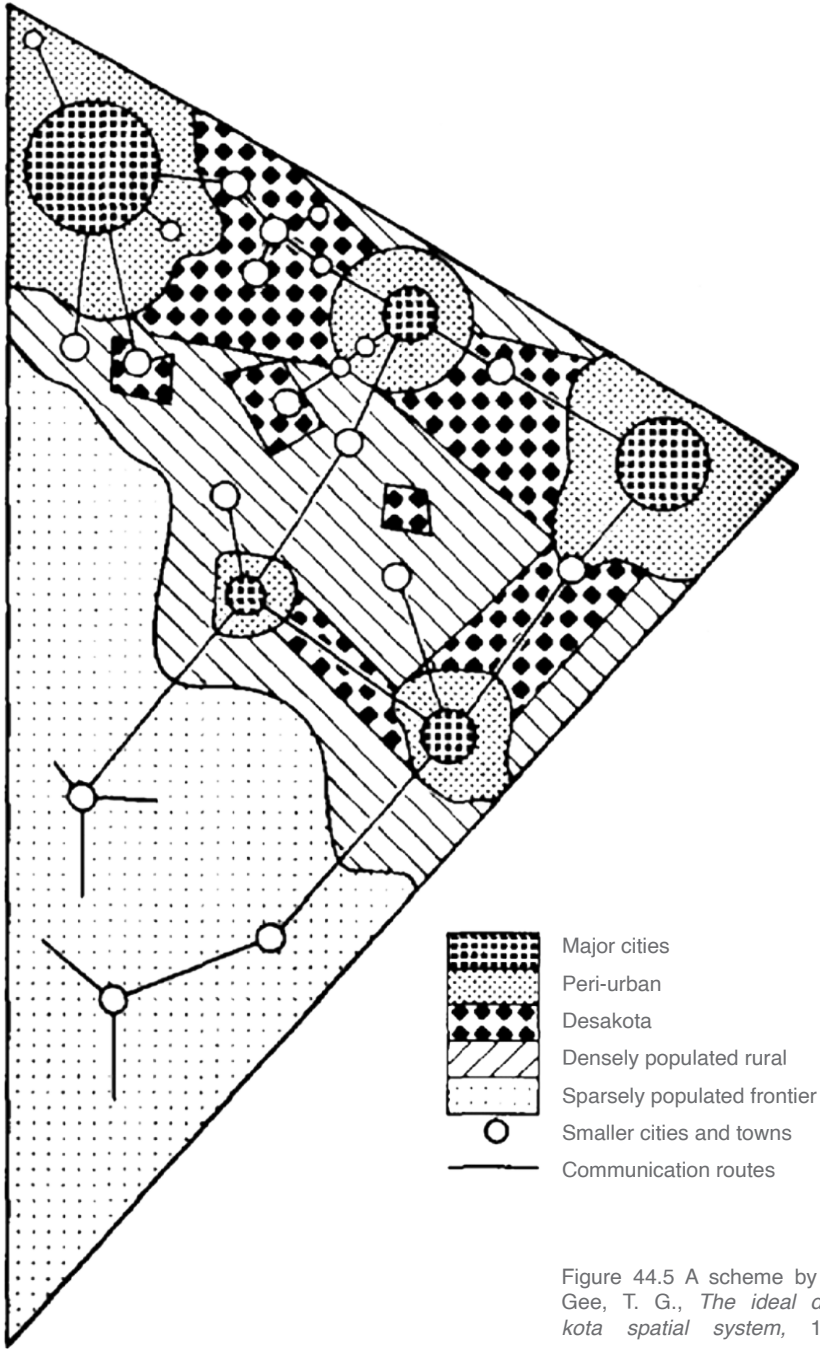 Major cities
Peri-urban
Desakota
Densely populated rural
Sparsely populated frontier
Smaller cities and towns
Communication routes
Figure 44.5 A scheme by
Gee, T. G., The ideal d
kota spatial system, 1